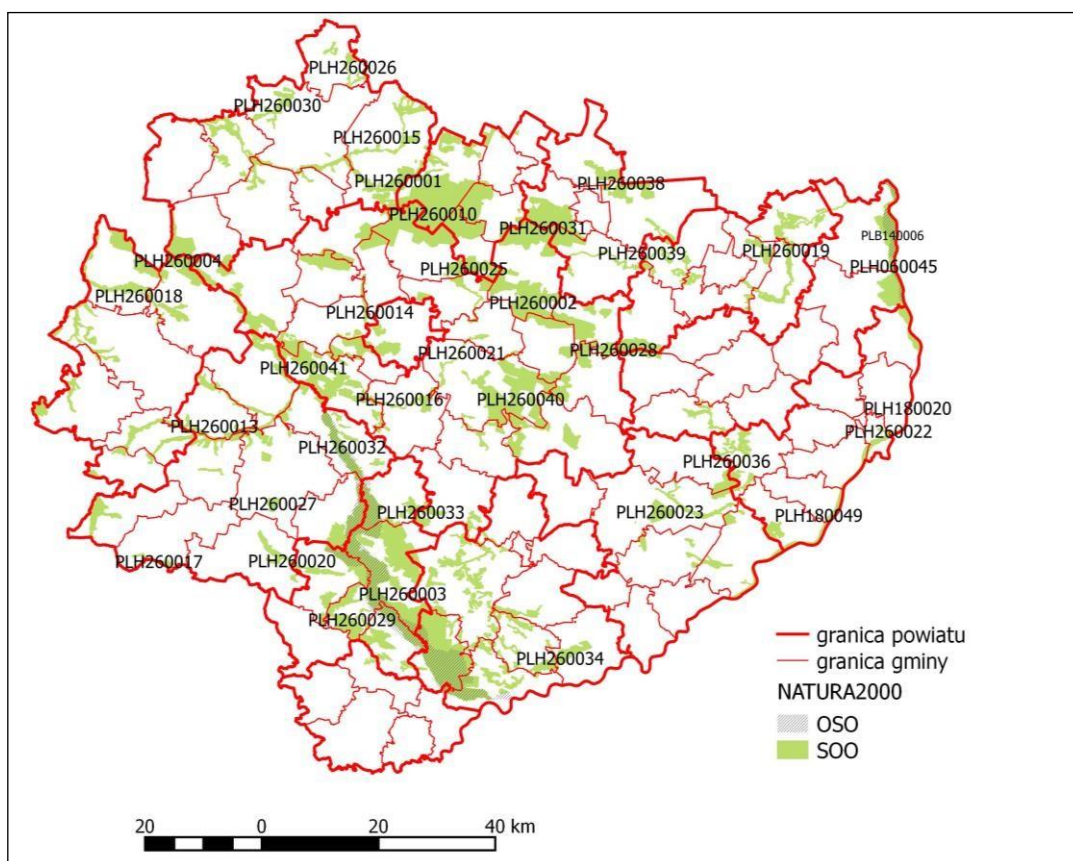 PLH260026
PLH260030
PLH260015
PLH260001
PLH260038
PLH260010
PLH260031
PLB140006
PLH260004
PLH260025
PLH260039
PLH260019
PLH060045
PLH260018
PLH260002
PLH260014
PLH260021
PLH260028
PLH260041
PLH260016
PLH260040
PLH180020
PLH260013
PLH260022
PLH260032
PLH260036
PLH260027
PLH260033
PLH260023
PLH180049
PLH260017
PLH260020
PLH260003
PLH260029
PLH260034
granica powiatu
granica gminy
NATURA2000
OSO
SOO
20 0 20 40 km